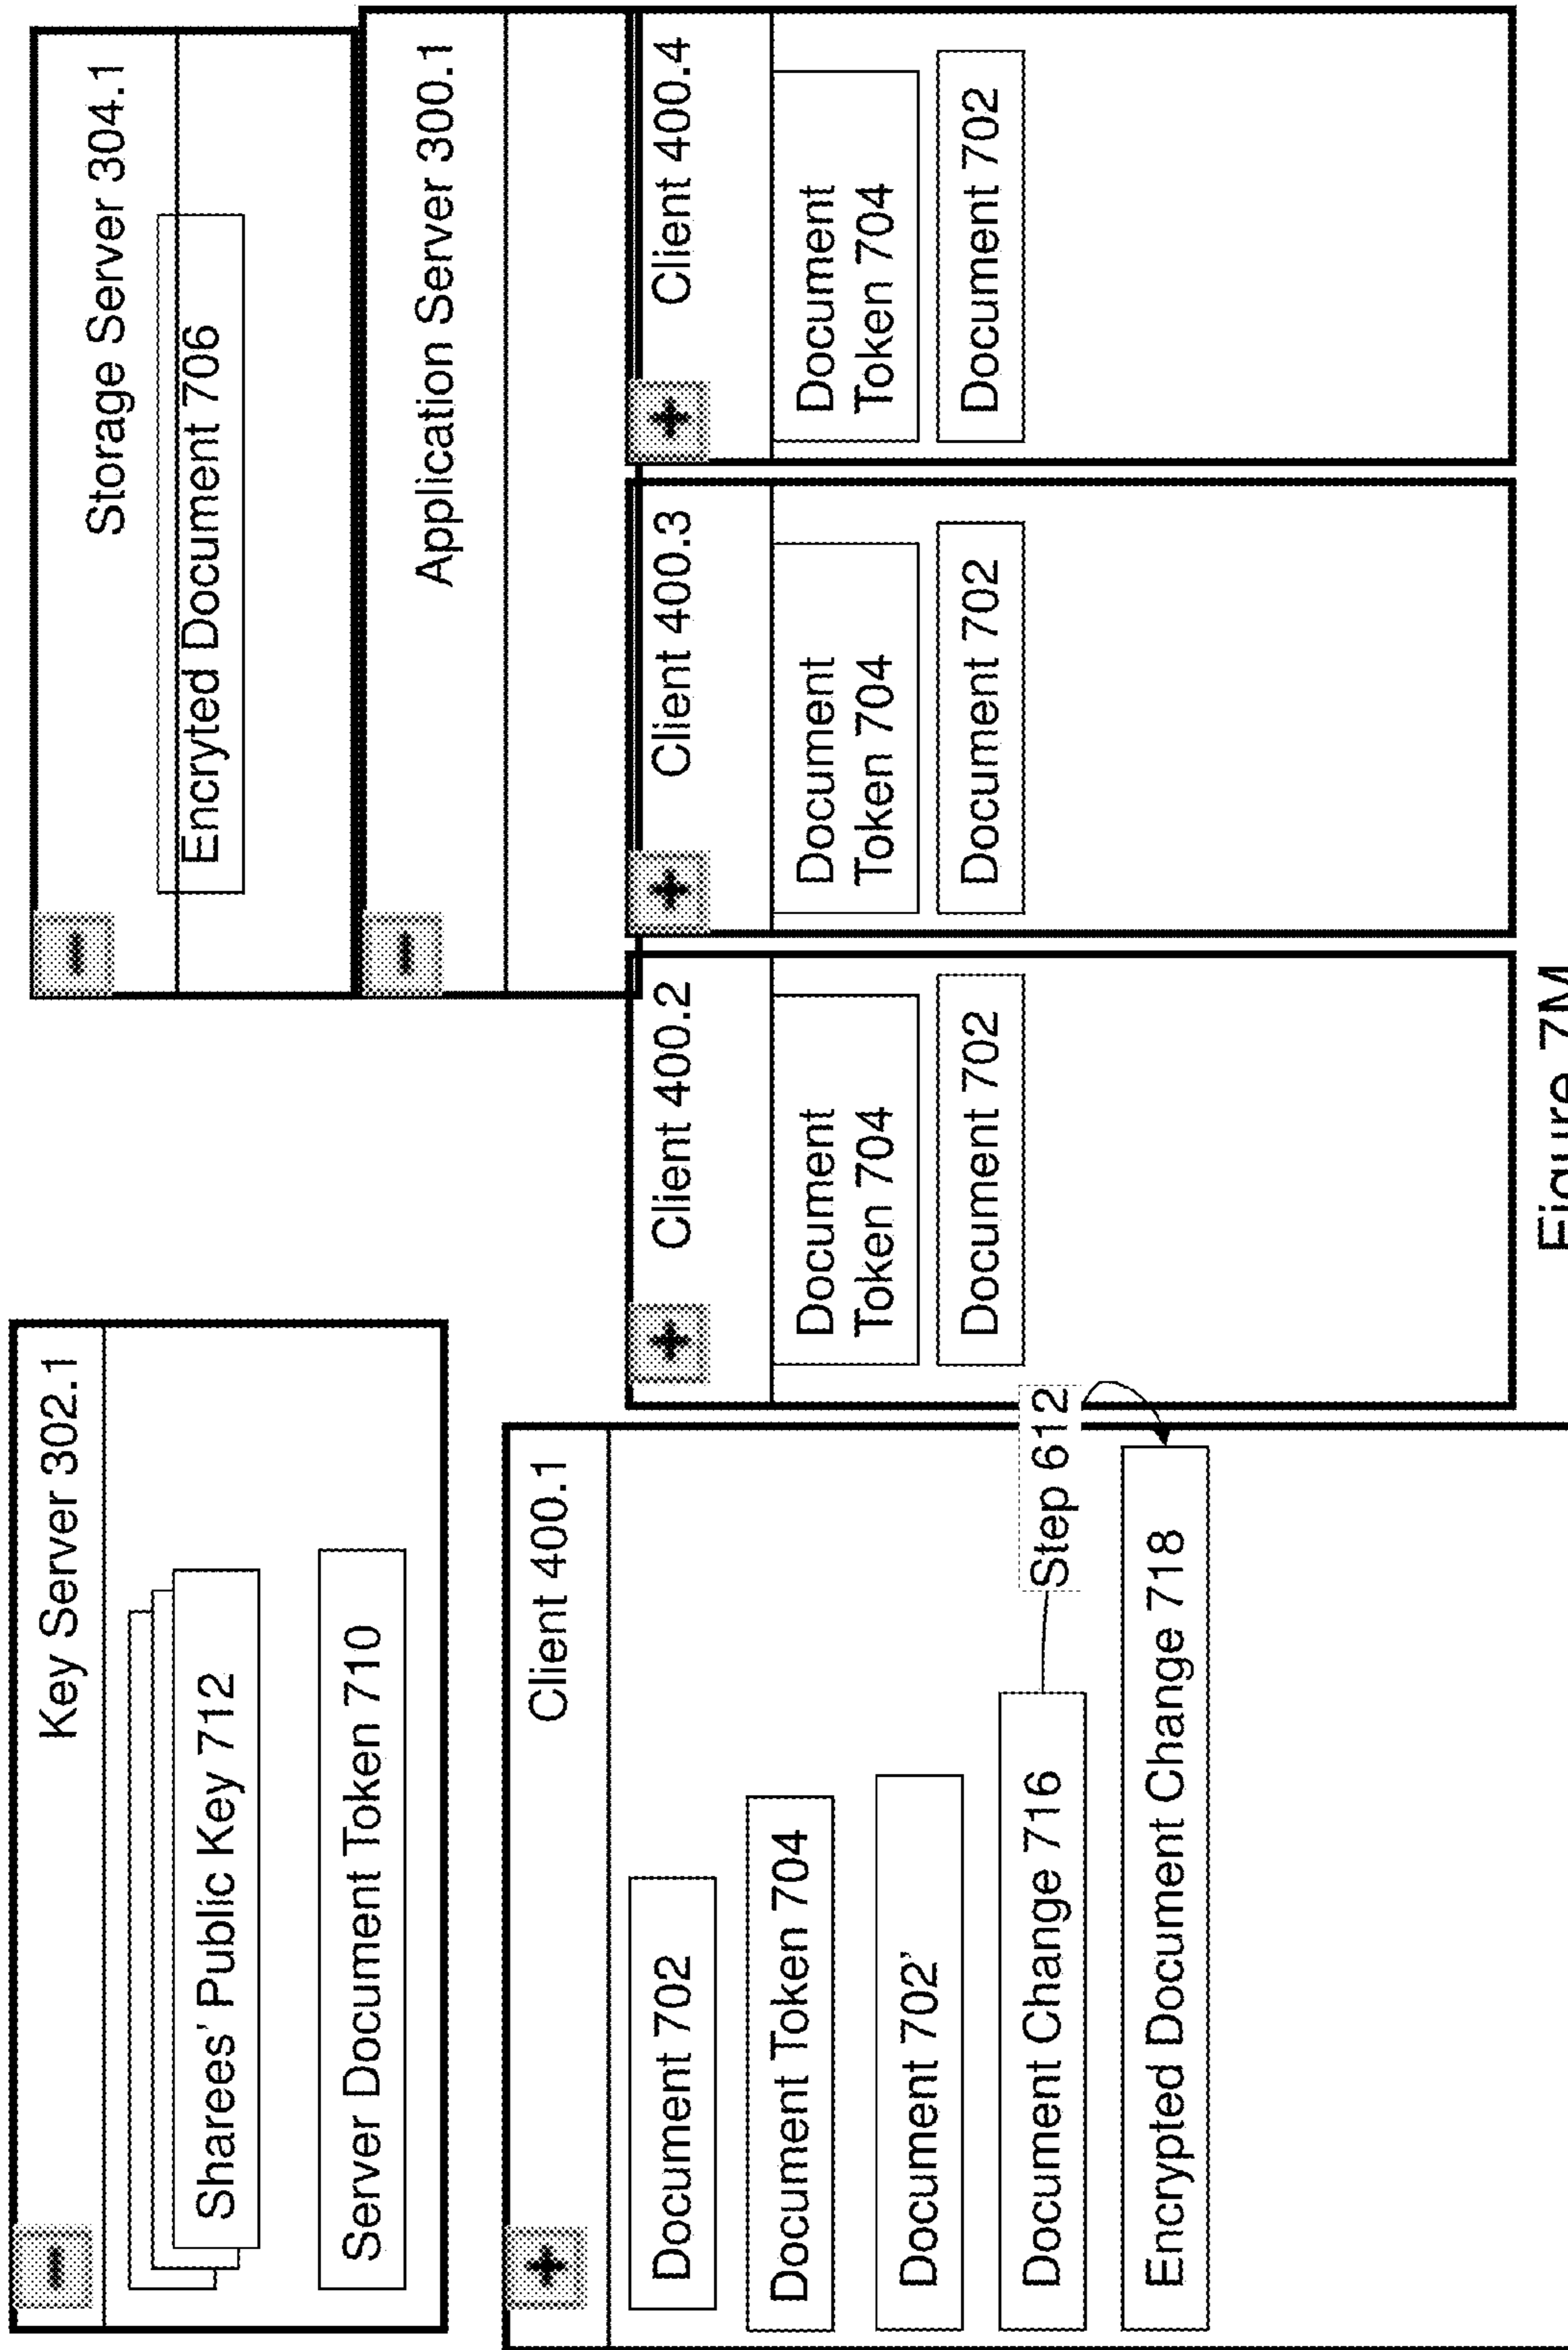 Key Server 302.1
Sharees' Public Key 712
Server Document Token 710
Storage Server 304.1
Encryted Document 706
Application Server 300.1
Client 400.1
Document 702
Document Token 704
Document 702'
Document Change 716
Step 612
Encrypted Document Change 718
Client 400.2
Document
Token 704
Document 702
Client 400.3
Document
Token 704
Document 702
Client 400.4
Document
Token 704
Document 702
Figure 7M